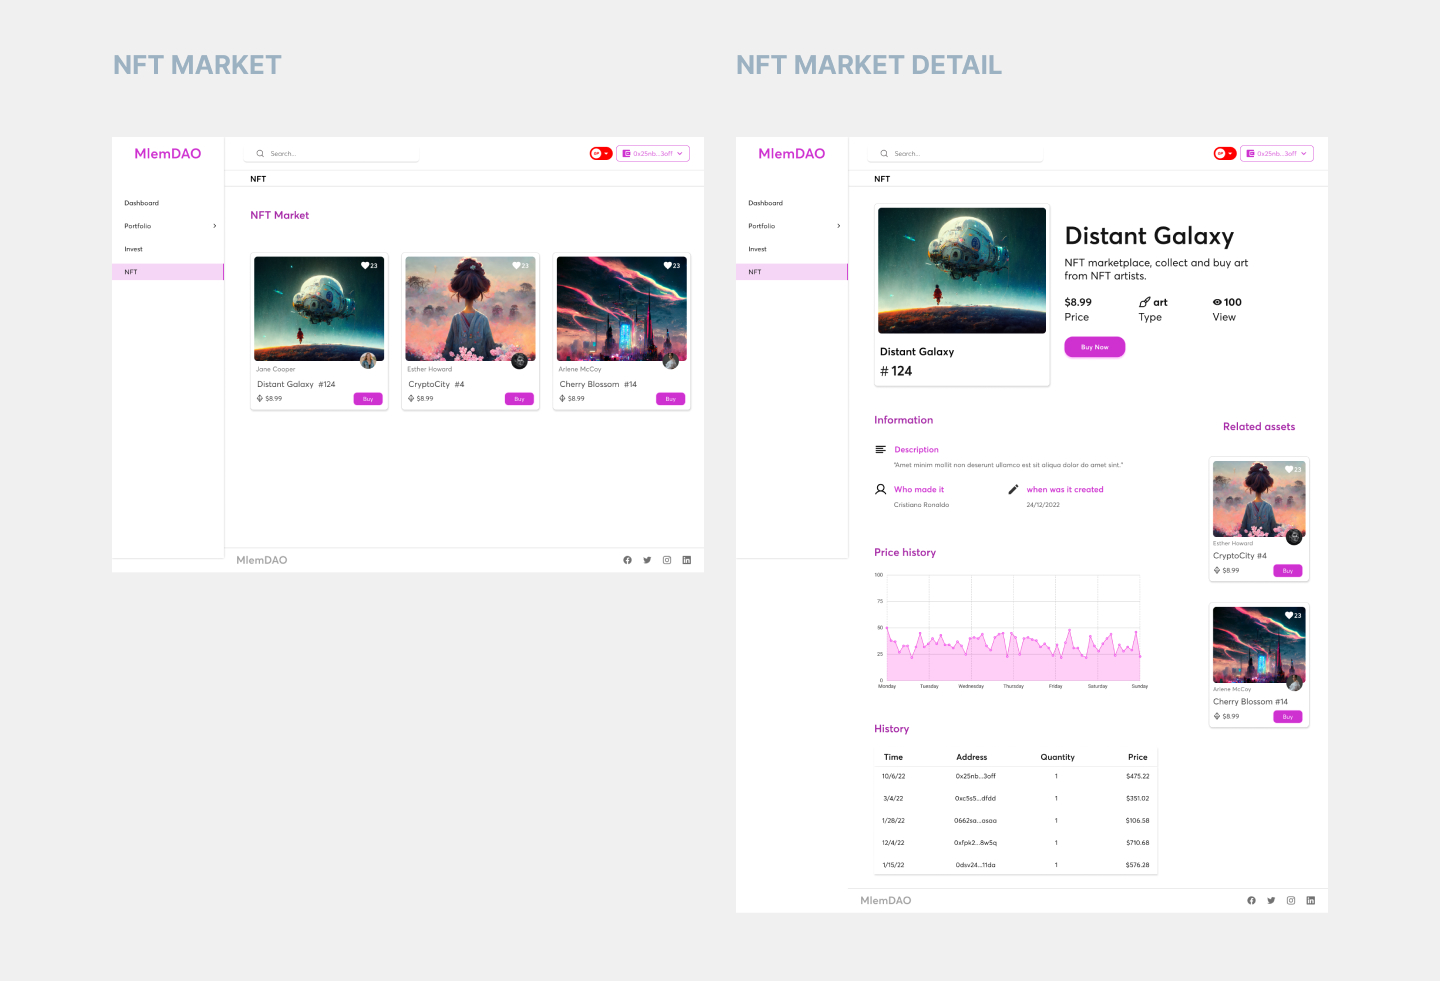 NFT MARKET
NFT MARKET DETAIL
MlemDAO
Search...
0x25nb...3off
NFT
Dashboard
Portfolio
Invest
NFT
NFT Market
23
Jane Cooper
Distant Galaxy #124
$8.99
Buy
23
Esther Howard
CryptoCity #4
$8.99
Buy
23
Arlene McCoy
Cherry Blossom #14
$8.99
Buy
MlemDAO
MlemDAO
Search...
0x25nb...3off
NFT
Dashboard
Portfolio
Invest
NFT
Distant Galaxy
# 124
Distant Galaxy
NFT marketplace, collect and buy art
from NFT artists.
$8.99 art 100
Price Type View
Buy Now
Information
Description
"Amet minim mollit non deserunt ullamco est sit aliqua dolor do amet sint."
Who made it
Cristiano Ronaldo
when was it created
24/12/2022
Related assets
23
Esther Howard
CryptoCity #4
$8.99
Buy
23
Arlene McCoy
Cherry Blossom #14
$8.99
Buy
Price history
100
75
50
25
0
Monday Tuesday Wednesday Thursday Friday Saturday Sunday
History
Time Address Quantity Price
10/6/22 0x25nb...3off 1 $475.22
3/4/22 0xc5s5...dfdd 1 $351.02
1/28/22 0662sa...asaa 1 $106.58
12/4/22 0xfpk2...8w5q 1 $710.68
1/15/22 0dsv24...11da 1 $576.28
MlemDAO